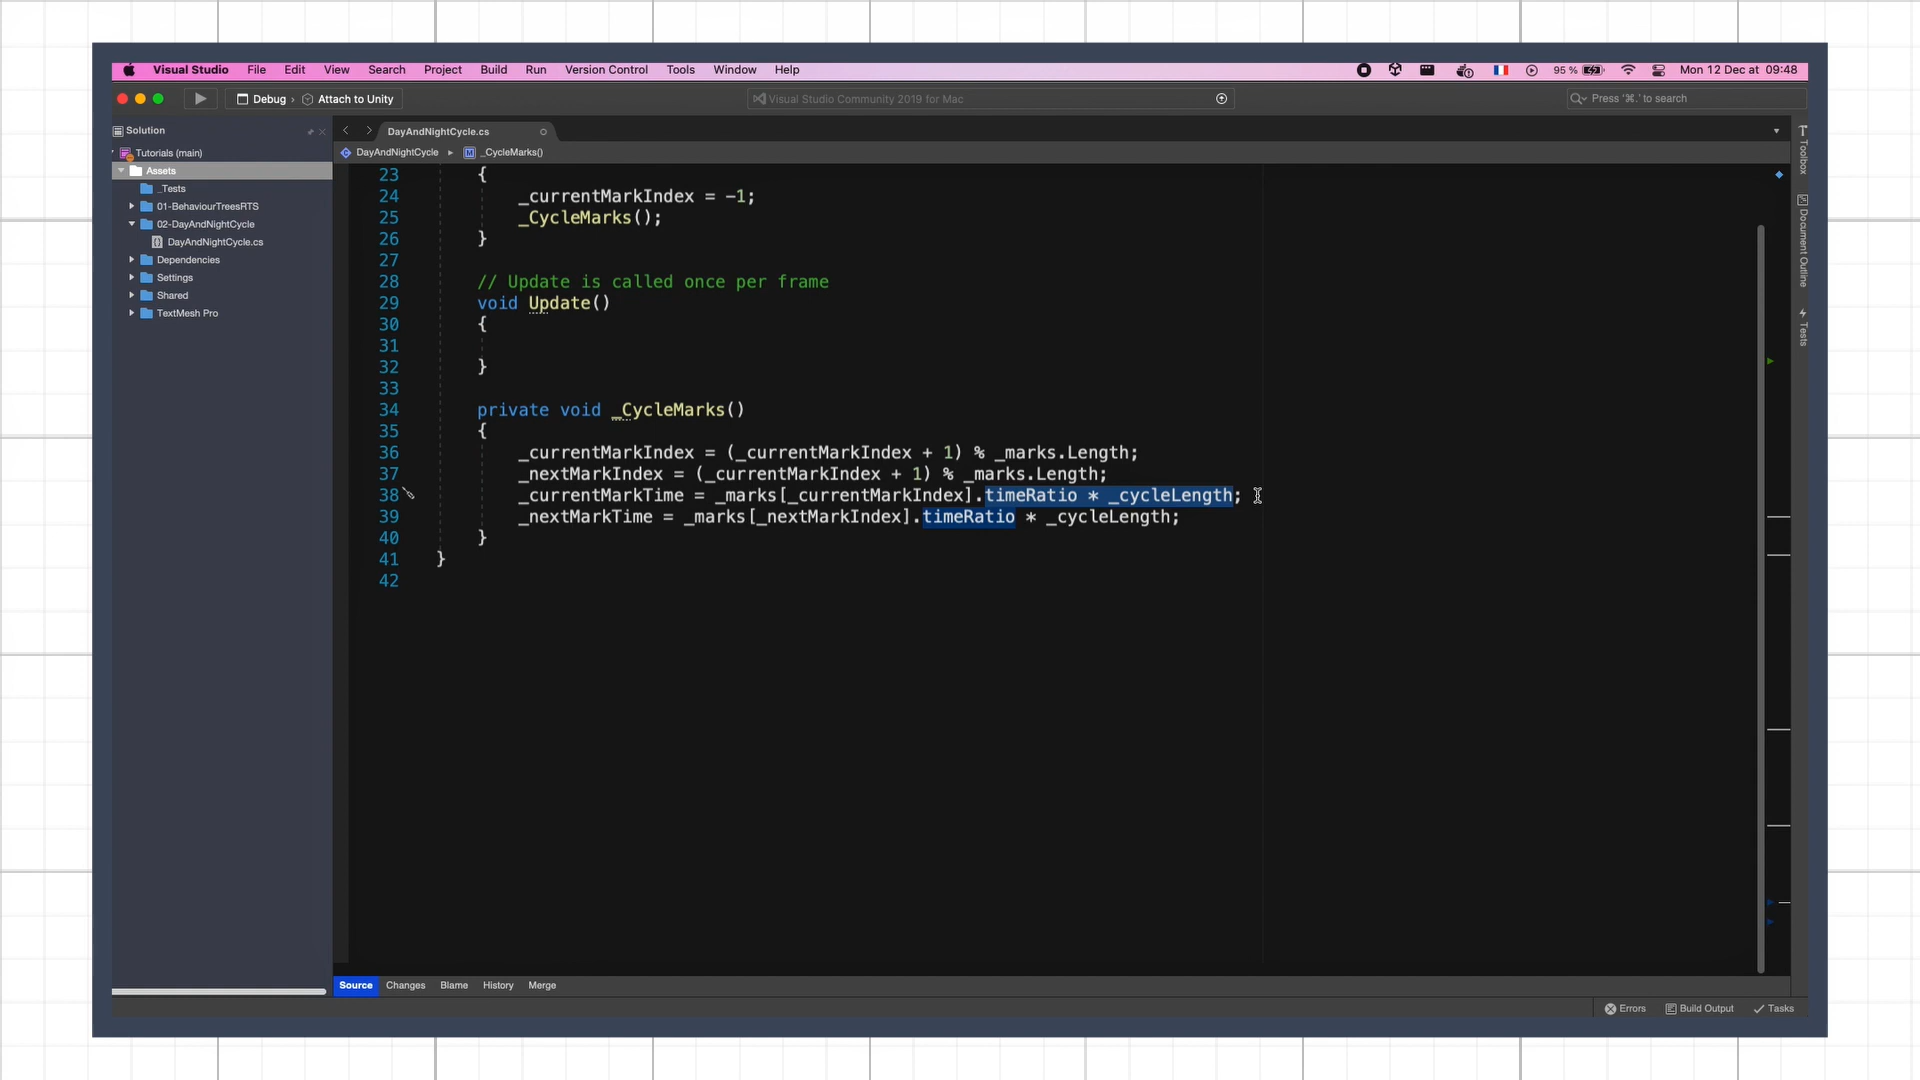 Visual Studio File Edit View Search Project Build Run Version Control Tools Window Help 95 % Mon 12 Dec at 09:48
Debug › Attach to Unity Visual Studio Community 2019 for Mac Press '⌘.' to search
Solution
Tutorials (main)
Assets
_Tests
01-BehaviourTreesRTS
02-DayAndNightCycle
DayAndNightCycle.cs
Dependencies
Settings
Shared
TextMesh Pro
DayAndNightCycle.cs
DayAndNightCycle _CycleMarks()
23 {
24 _currentMarkIndex = -1;
25 _CycleMarks();
26 }
27
28 // Update is called once per frame
29 void Update()
30 {
31
32 }
33
34 private void _CycleMarks()
35 {
36 _currentMarkIndex = (_currentMarkIndex + 1) % _marks.Length;
37 _nextMarkIndex = (_currentMarkIndex + 1) % _marks.Length;
38 _currentMarkTime = _marks[_currentMarkIndex].timeRatio * _cycleLength;
39 _nextMarkTime = _marks[_nextMarkIndex].timeRatio * _cycleLength;
40 }
41 }
42
Toolbox
Document Outline
Tests
Source Changes Blame History Merge
Errors Build Output Tasks